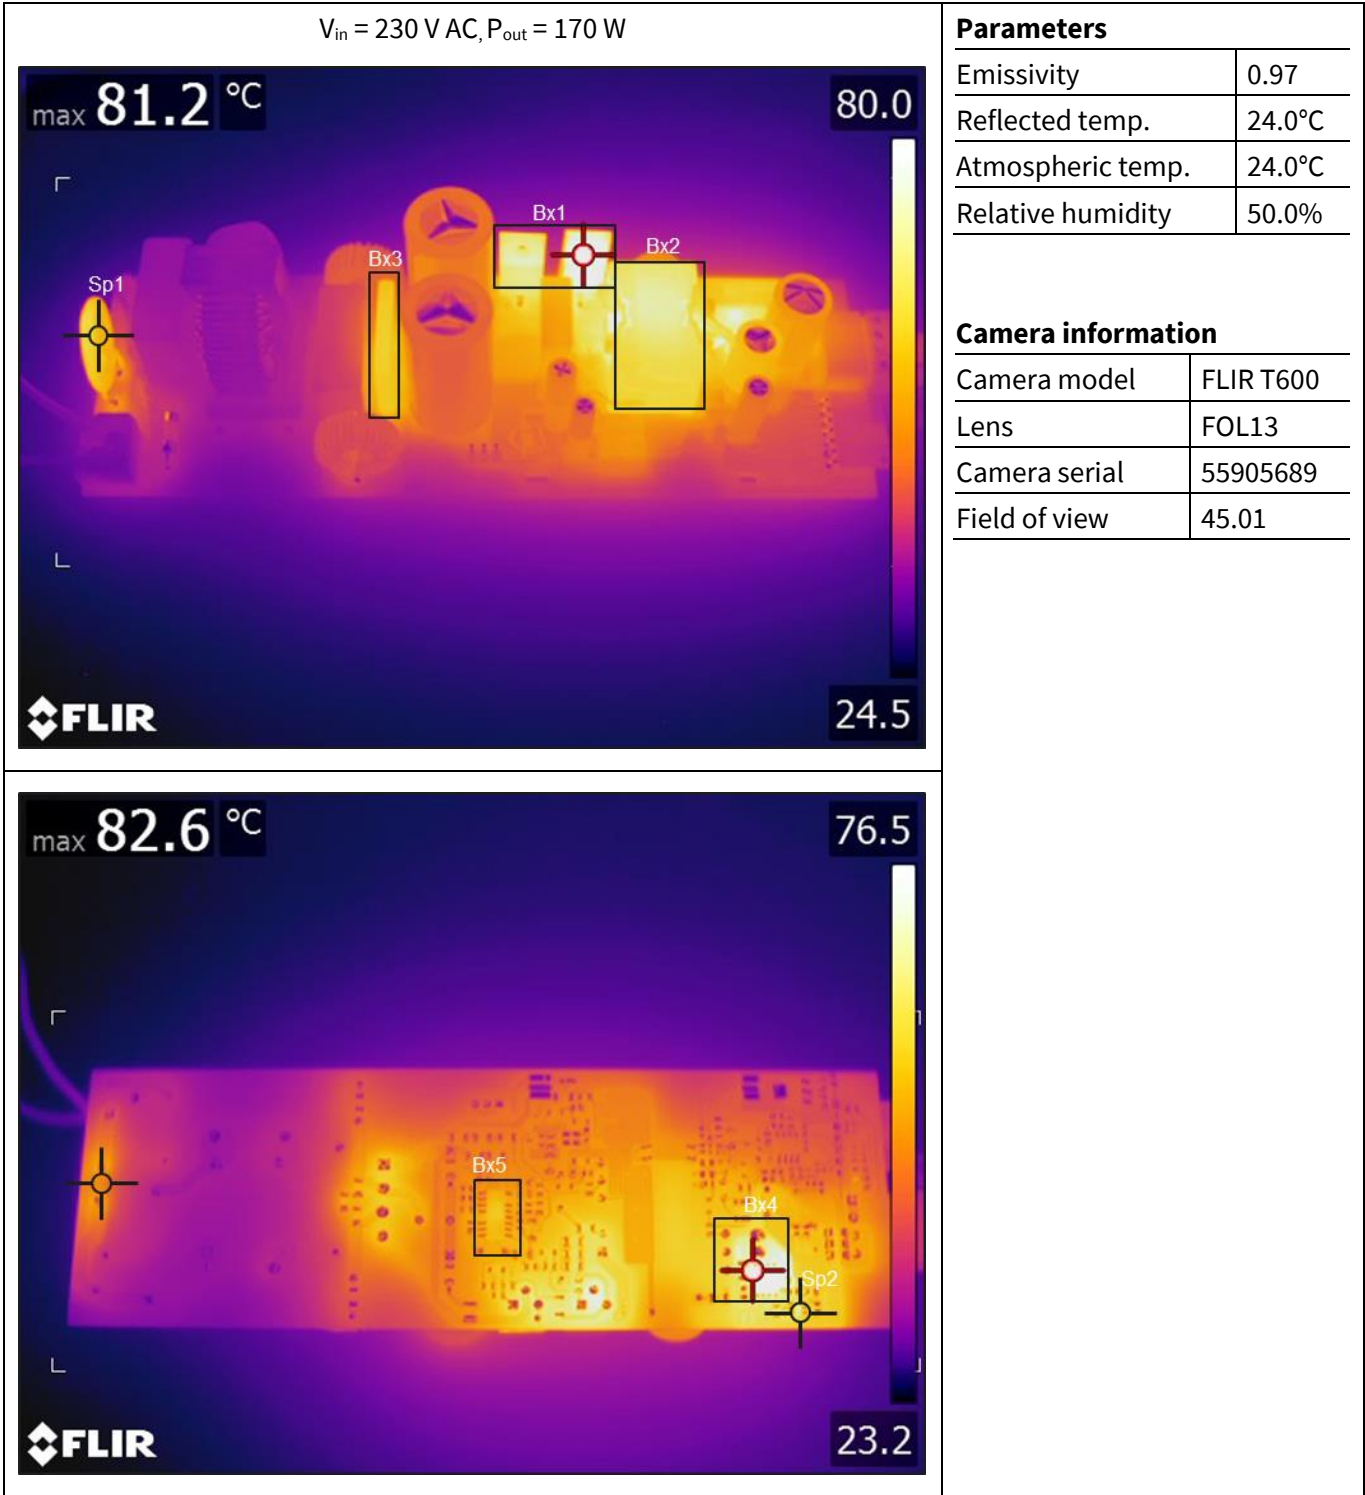 Vin = 230 V AC, Pout = 170 W
max 81.2 °C
80.0
Bx1
Bx2
Bx3
Sp1
FLIR
24.5
max 82.6 °C
76.5
Bx5
Bx4
Sp2
FLIR
23.2
Parameters
Emissivity 0.97
Reflected temp. 24.0°C
Atmospheric temp. 24.0°C
Relative humidity 50.0%
Camera information
Camera model FLIR T600
Lens FOL13
Camera serial 55905689
Field of view 45.01